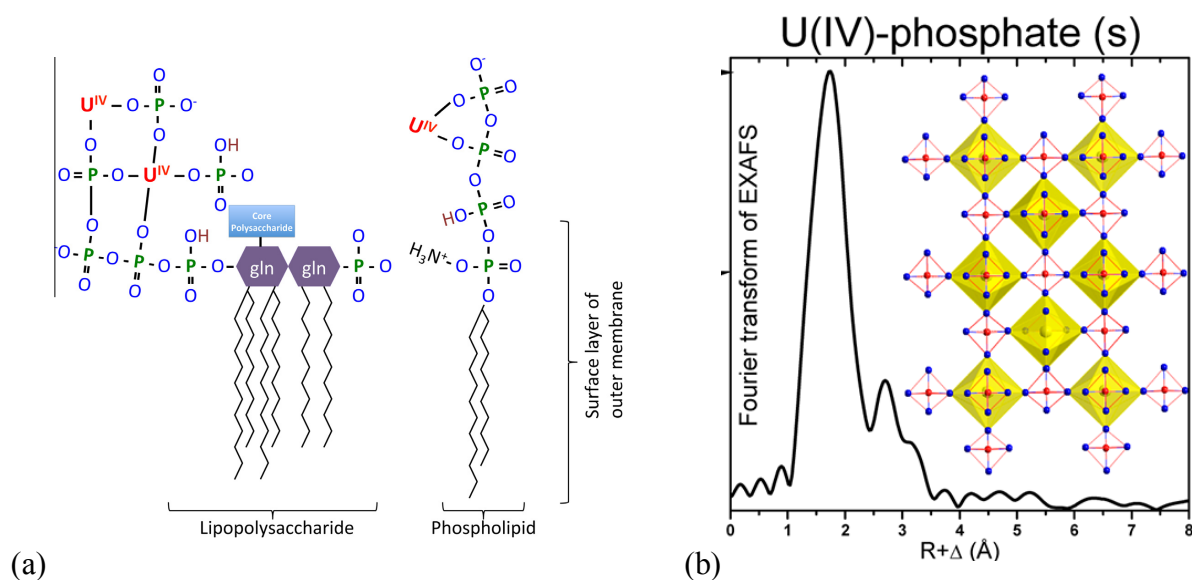 O⁻
O
P
O O
U^IV O P O⁻
U^IV
O
O O
O P O
OH
O P O U^IV O P O
O
O
HO P O
Core
Polysaccharide
O O OH O O
⁻O P P O P O gln gln P O
H₃N⁺ O P O
O O O O O
Surface layer of
outer membrane
Lipopolysaccharide
Phospholipid
(a)
U(IV)-phosphate (s)
Fourier transform of EXAFS
0 1 2 3 4 5 6 7 8
R+Δ (Å)
(b)